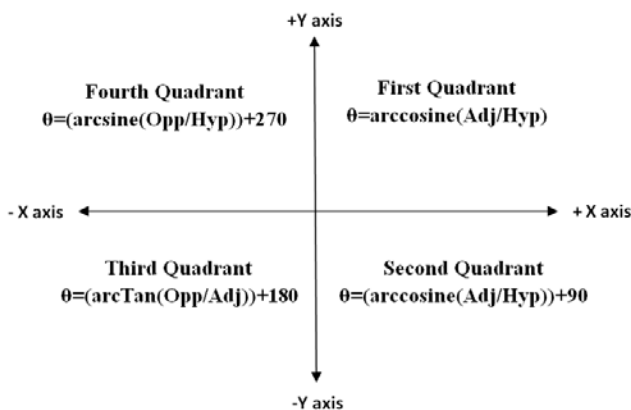 +Y axis
Fourth Quadrant
θ=(arcsine(Opp/Hyp))+270
First Quadrant
θ=arccosine(Adj/Hyp)
- X axis
+ X axis
Third Quadrant
θ=(arcTan(Opp/Adj))+180
Second Quadrant
θ=(arccosine(Adj/Hyp))+90
-Y axis